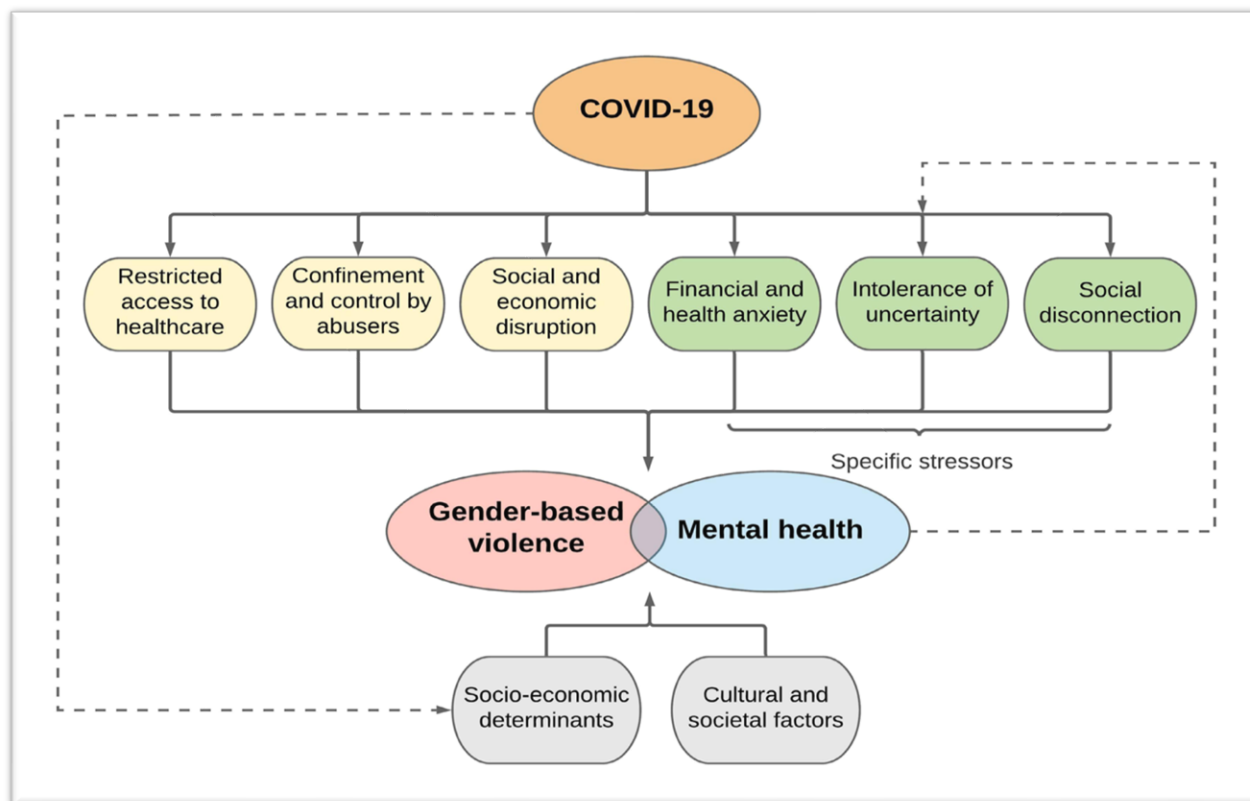 COVID-19
Restricted
access to
healthcare
Confinement
and control by
abusers
Social and
economic
disruption
Financial and
health anxiety
Intolerance of
uncertainty
Social
disconnection
Specific stressors
Gender-based
violence
Mental health
Socio-economic
determinants
Cultural and
societal factors